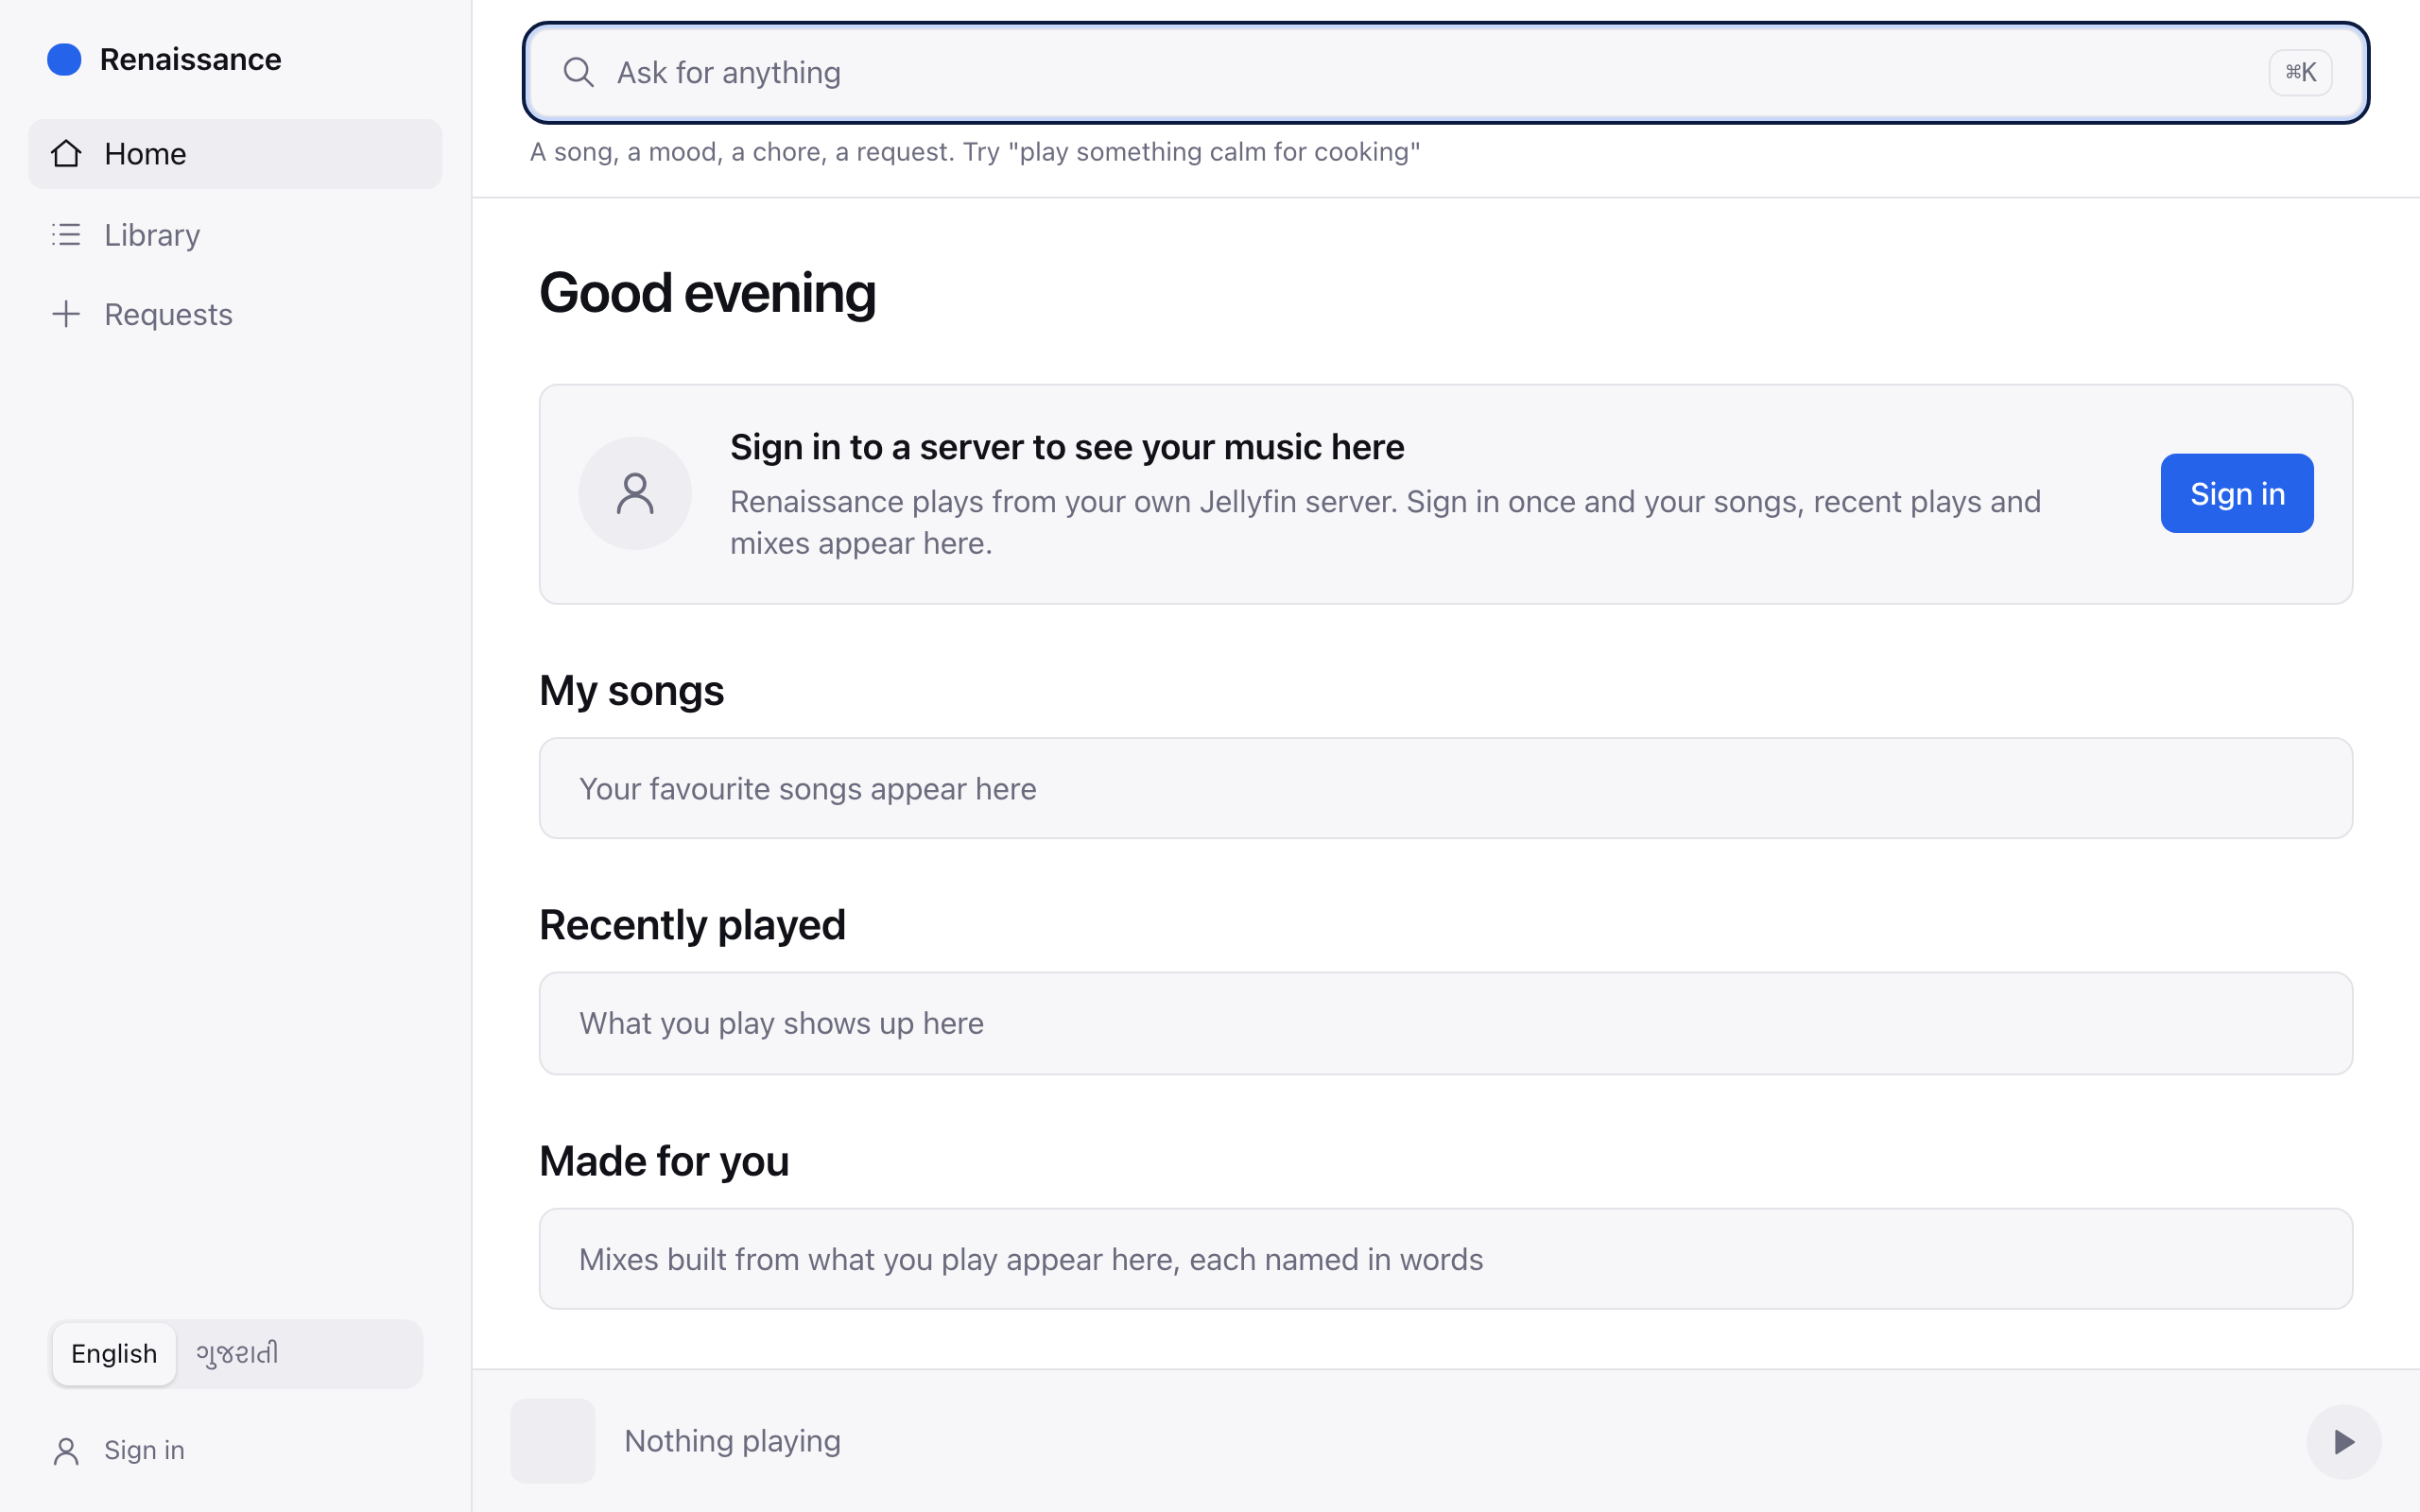 Renaissance
Home
Library
Requests
English
ગુજરાતી
Sign in
Ask for anything
⌘K
A song, a mood, a chore, a request. Try "play something calm for cooking"
Good evening
Sign in to a server to see your music here
Renaissance plays from your own Jellyfin server. Sign in once and your songs, recent plays and
mixes appear here.
Sign in
My songs
Your favourite songs appear here
Recently played
What you play shows up here
Made for you
Mixes built from what you play appear here, each named in words
Nothing playing